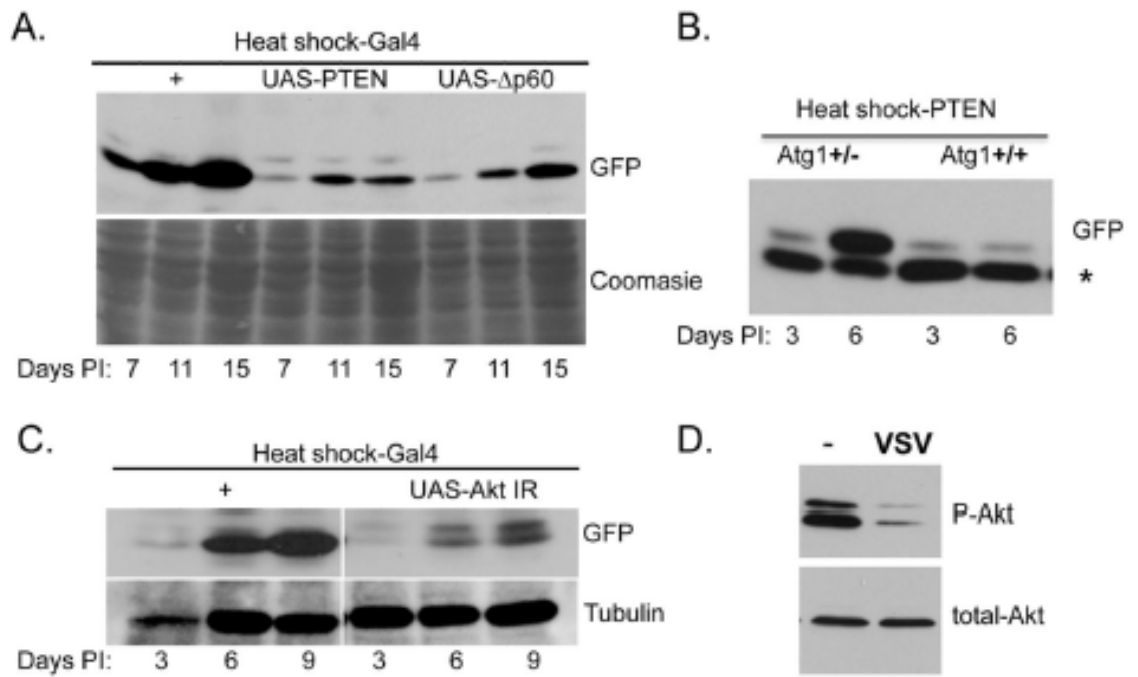 A.
Heat shock-Gal4
+ UAS-PTEN UAS-Δp60
GFP
Coomasie
Days PI: 7 11 15 7 11 15 7 11 15
B.
Heat shock-PTEN
Atg1+/- Atg1+/+
GFP
*
Days PI: 3 6 3 6
C.
Heat shock-Gal4
+ UAS-Akt IR
GFP
Tubulin
Days PI: 3 6 9 3 6 9
D.
- VSV
P-Akt
total-Akt